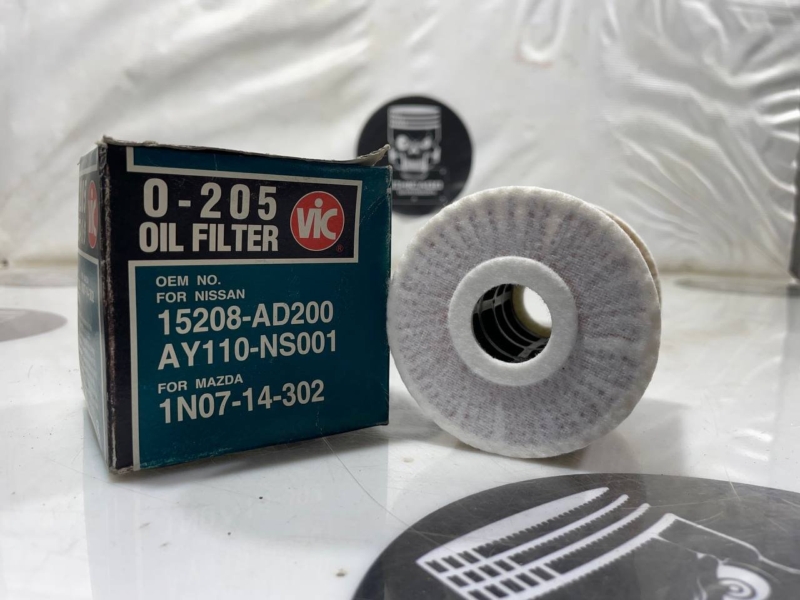 O-205
OIL FILTER
VIC
®
OEM NO.
FOR NISSAN
15208-AD200
AY110-NS001
FOR MAZDA
1N07-14-302